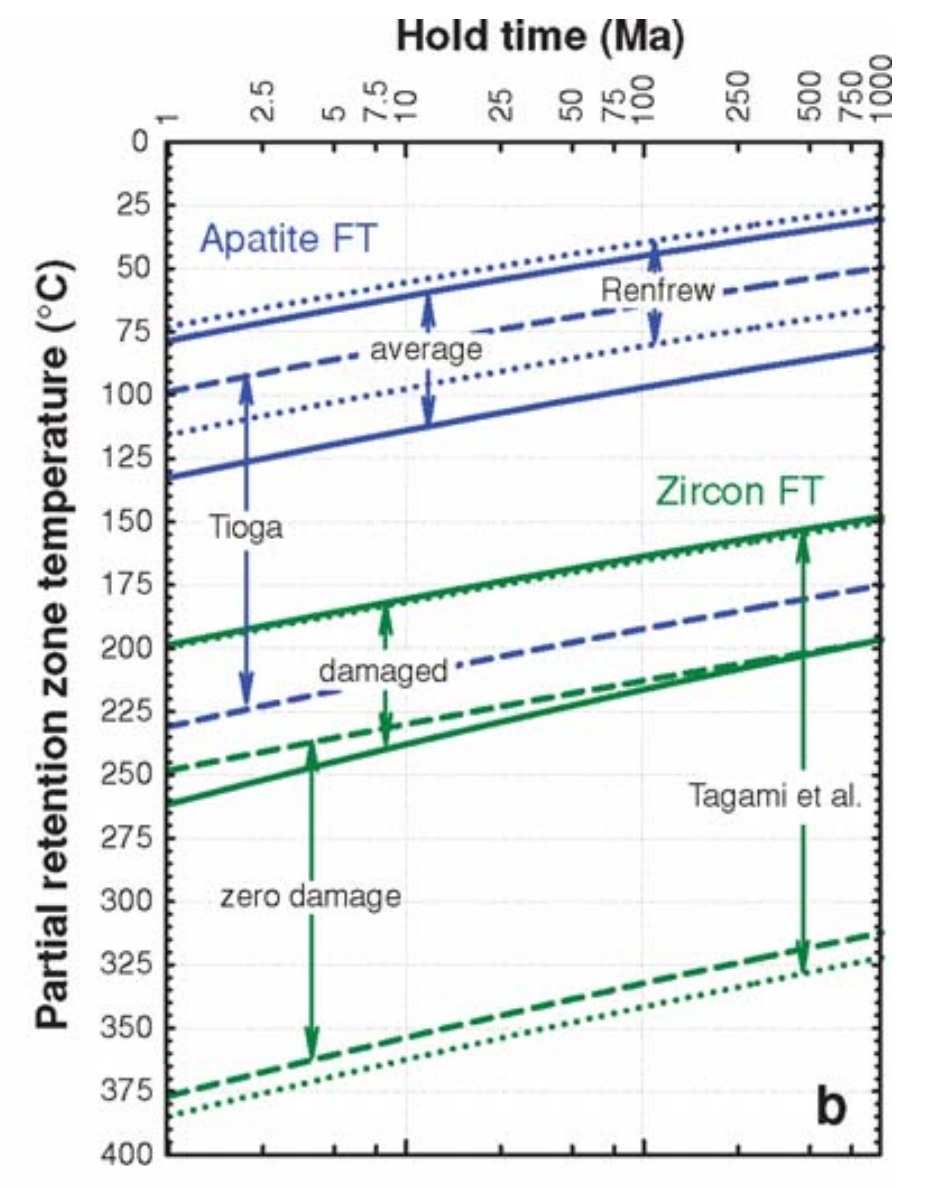 Hold time (Ma)
1 2.5 5 7.5 10 25 50 75 100 250 500 750 1000
Partial retention zone temperature (°C)
0
25
50
75
100
125
150
175
200
225
250
275
300
325
350
375
400
Apatite FT
Renfrew
average
Zircon FT
Tioga
damaged
Tagami et al.
zero damage
b